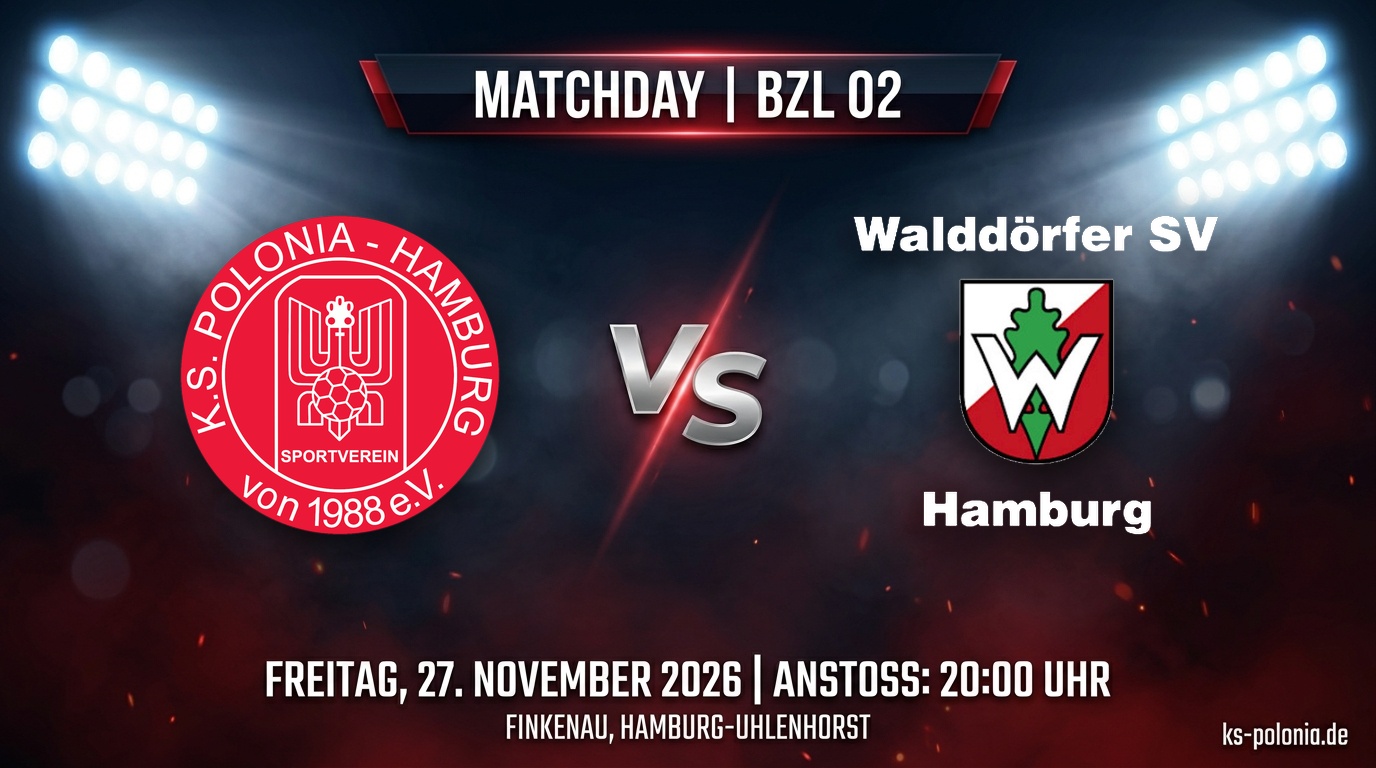 MATCHDAY | BZL 02
K.S. POLONIA - HAMBURG
SPORTVEREIN
von 1988 e.V.
VS
Walddörfer SV
W
Hamburg
FREITAG, 27. NOVEMBER 2026 | ANSTOSS: 20:00 UHR
FINKENAU, HAMBURG-UHLENHORST
ks-polonia.de